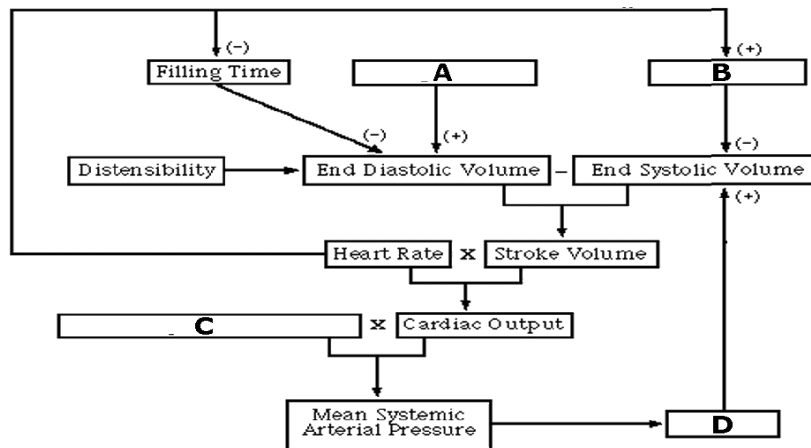 (-)
(+)
Filling Time
A
B
(-)
(+)
(-)
Distensibility
End Diastolic Volume
–
End Systolic Volume
(+)
Heart Rate
x
Stroke Volume
C
x
Cardiac Output
Mean Systemic
Arterial Pressure
D